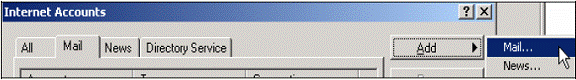 Internet Accounts
All Mail News Directory Service Add Mail...
News...